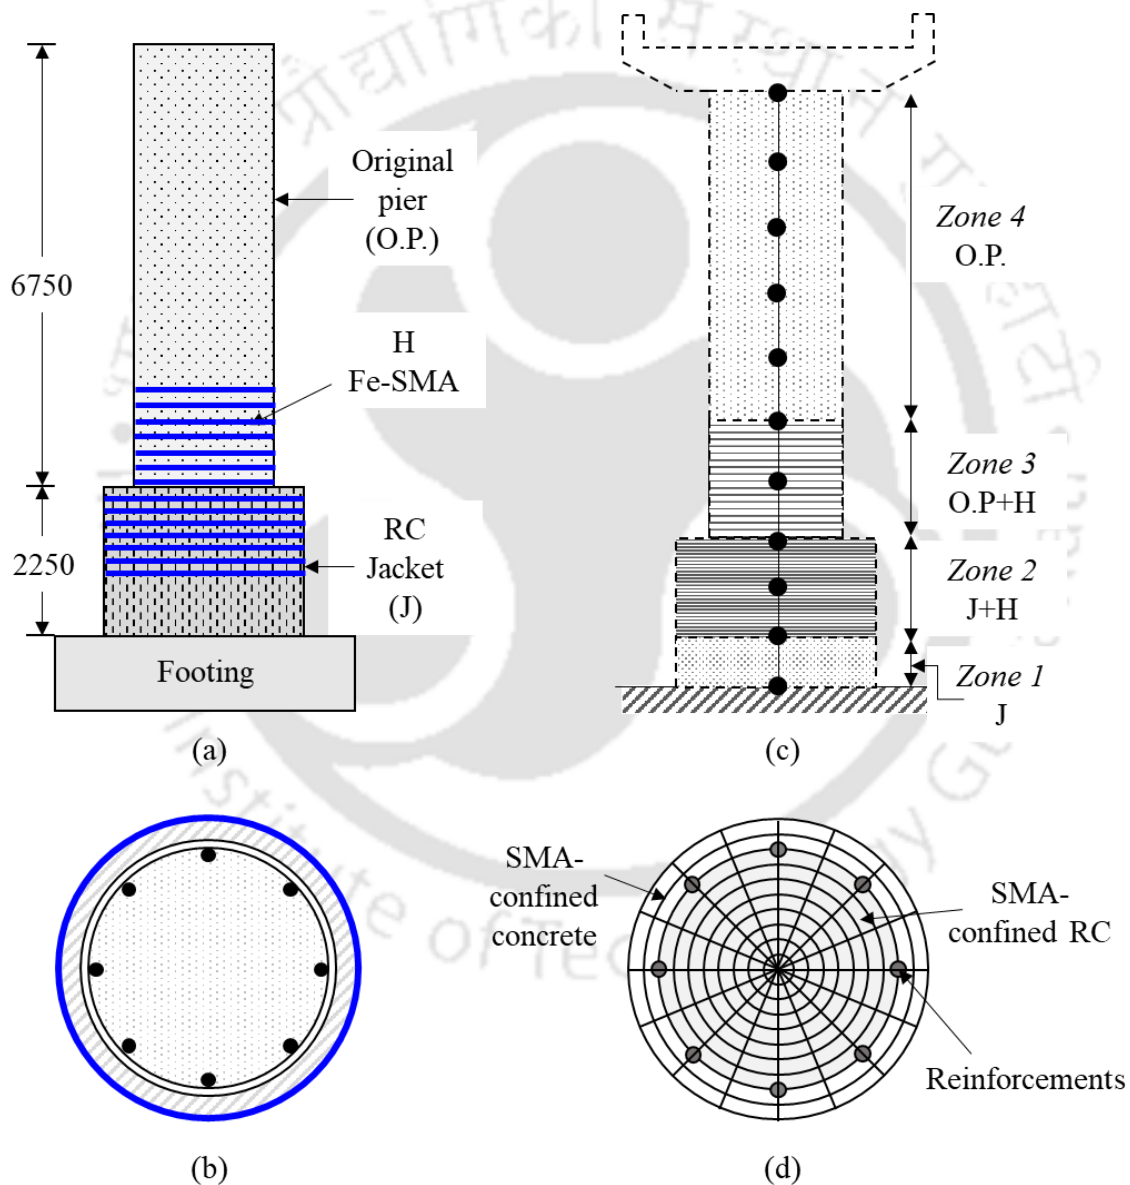 Original
pier
(O.P.)
6750
H
Fe-SMA
2250
RC
Jacket
(J)
Footing
(a)
Zone 4
O.P.
Zone 3
O.P+H
Zone 2
J+H
Zone 1
J
(c)
(b)
SMA-
confined
concrete
SMA-
confined RC
Reinforcements
(d)